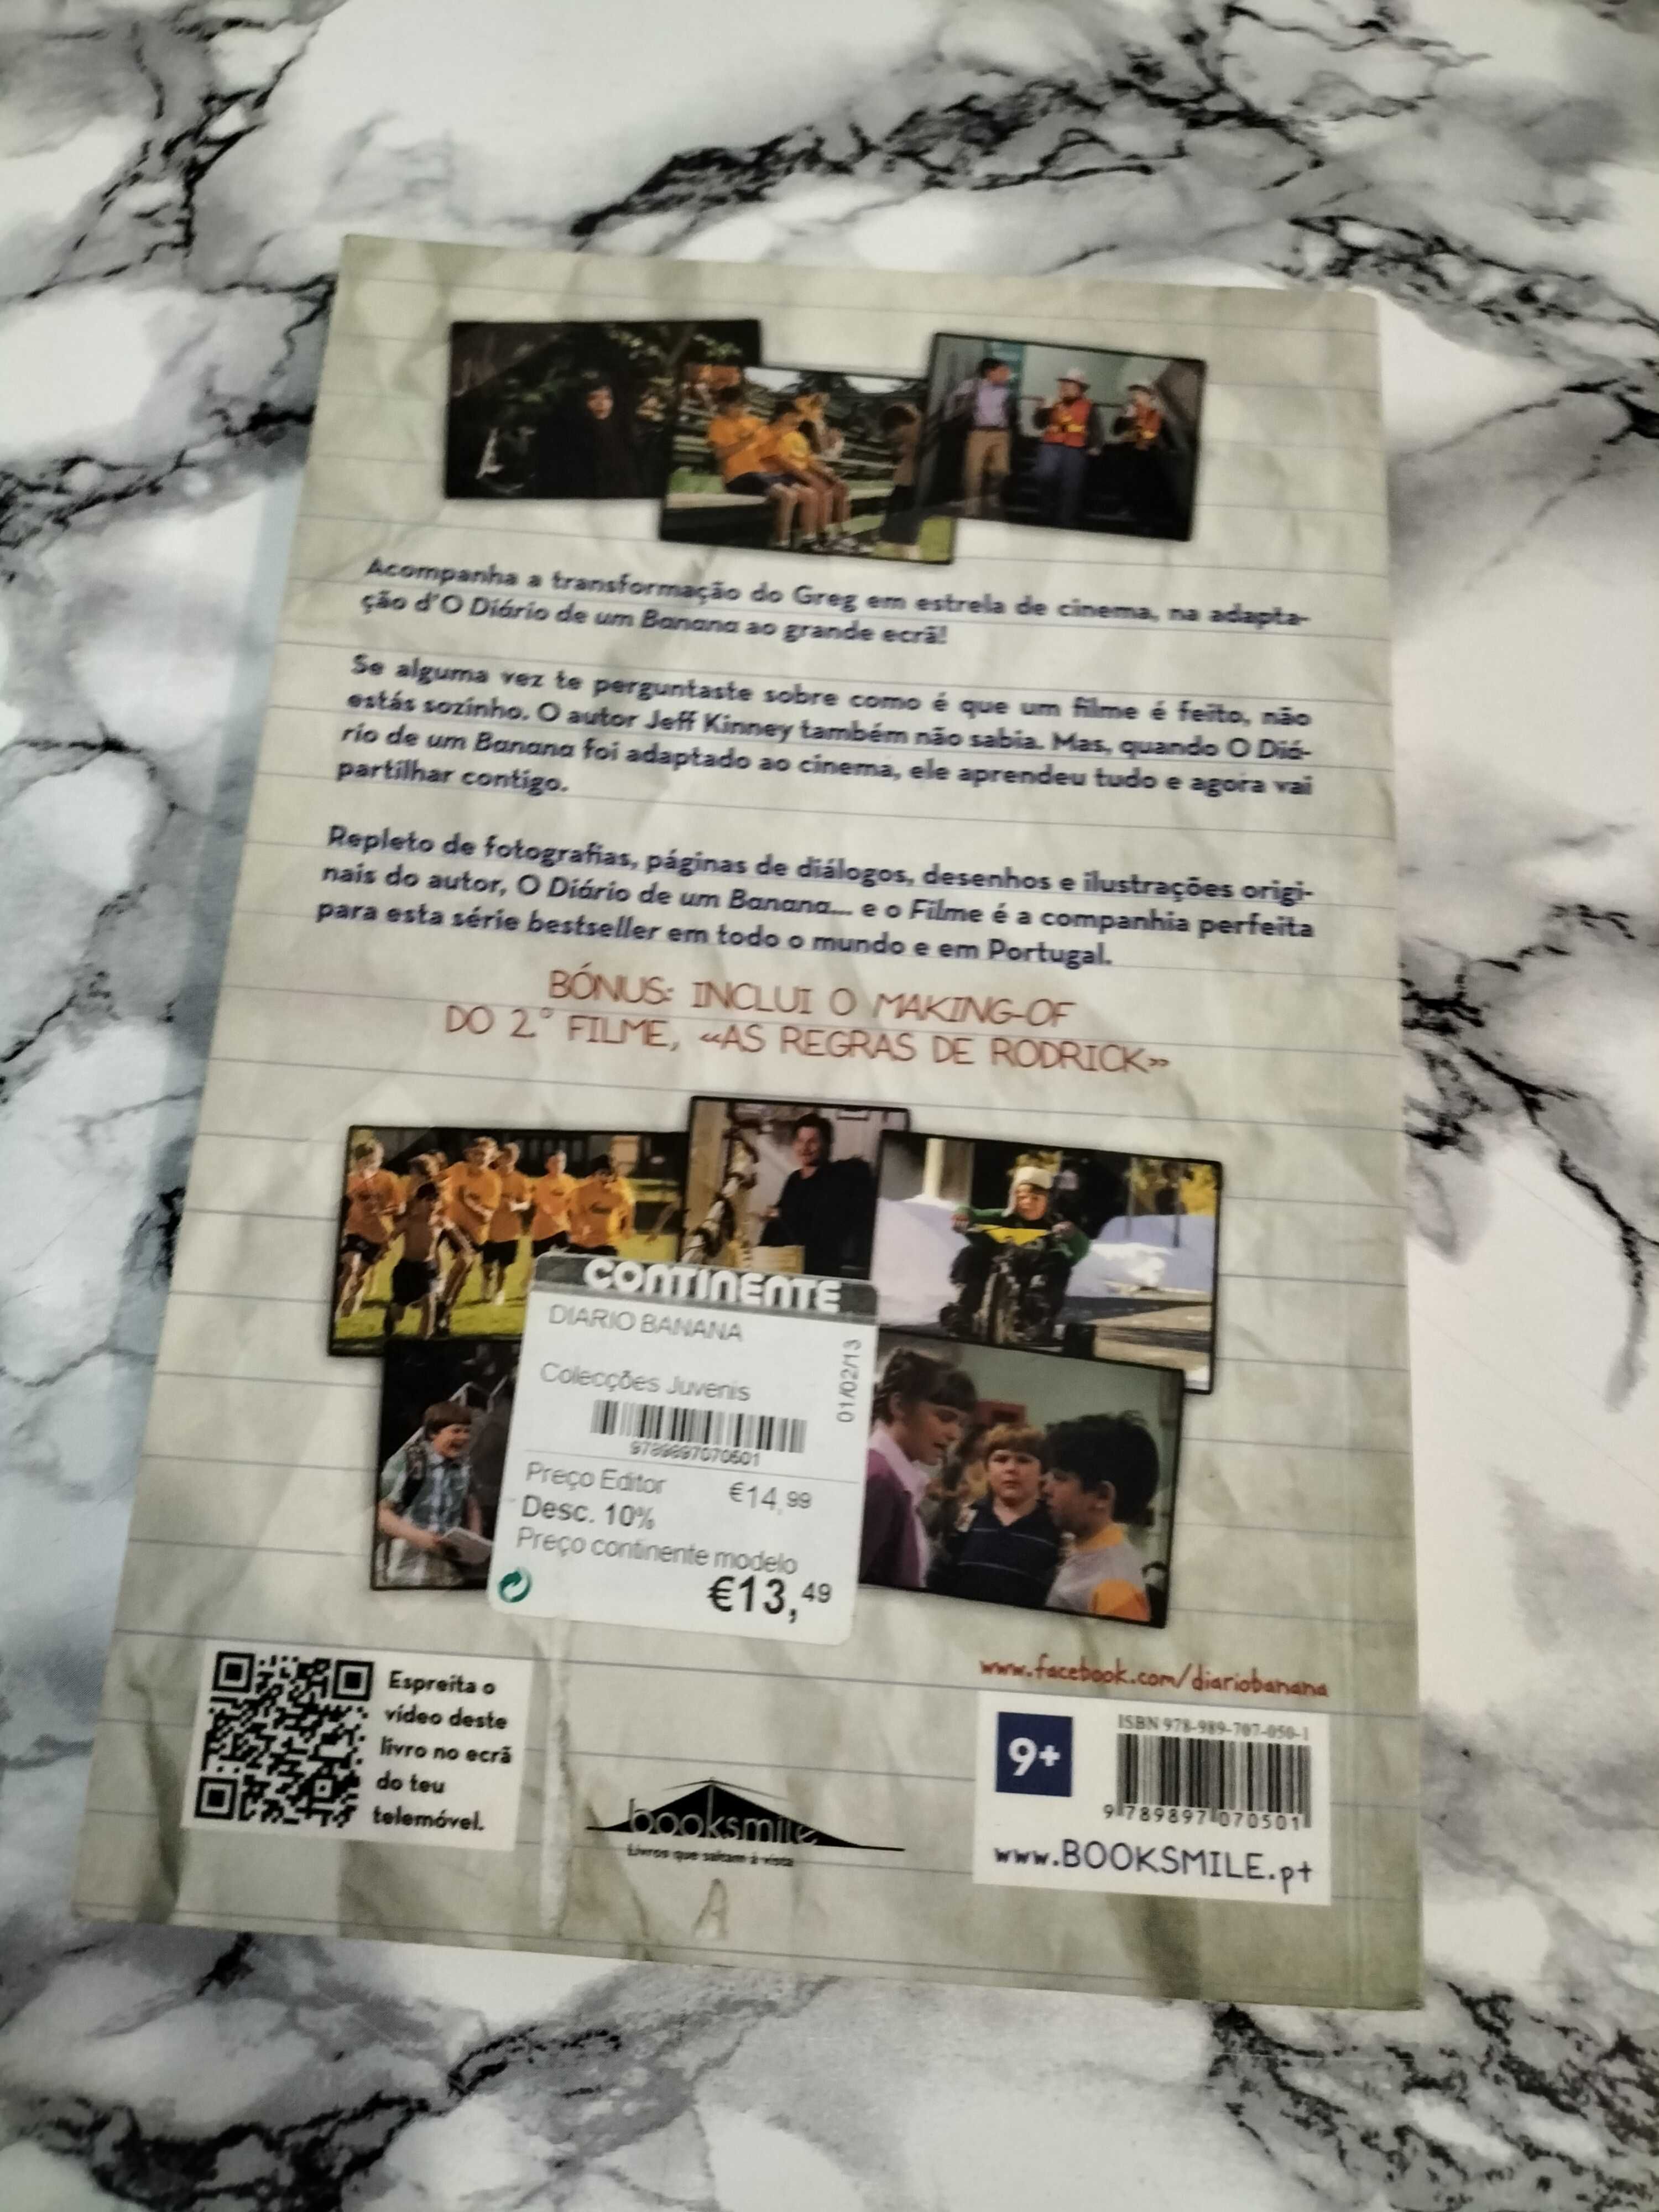 Acompanha a transformação do Greg em estrela de cinema, na adapta-
ção d'O Diário de um Banana ao grande ecrã!
Se alguma vez te perguntaste sobre como é que um filme é feito, não
estás sozinho. O autor Jeff Kinney também não sabia. Mas, quando O Diá-
rio de um Banana foi adaptado ao cinema, ele aprendeu tudo e agora vai
partilhar contigo.
Repleto de fotografias, páginas de diálogos, desenhos e ilustrações origi-
nais do autor, O Diário de um Banana... e o Filme é a companhia perfeita
para esta série bestseller em todo o mundo e em Portugal.
BÓNUS: INCLUI O MAKING-OF
DO 2.º FILME, «AS REGRAS DE RODRICK»
CONTINENTE
DIARIO BANANA
Colecções Juvenis
01/02/13
9789897070501
Preço Editor €14,99
Desc. 10%
Preço continente modelo
€13,49
Espreita o
vídeo deste
livro no ecrã
do teu
telemóvel.
booksmile
Livros que saltam à vista
A
www.facebook.com/diariobanana
9+
ISBN 978-989-707-050-1
9 789897 070501
www.BOOKSMILE.pt